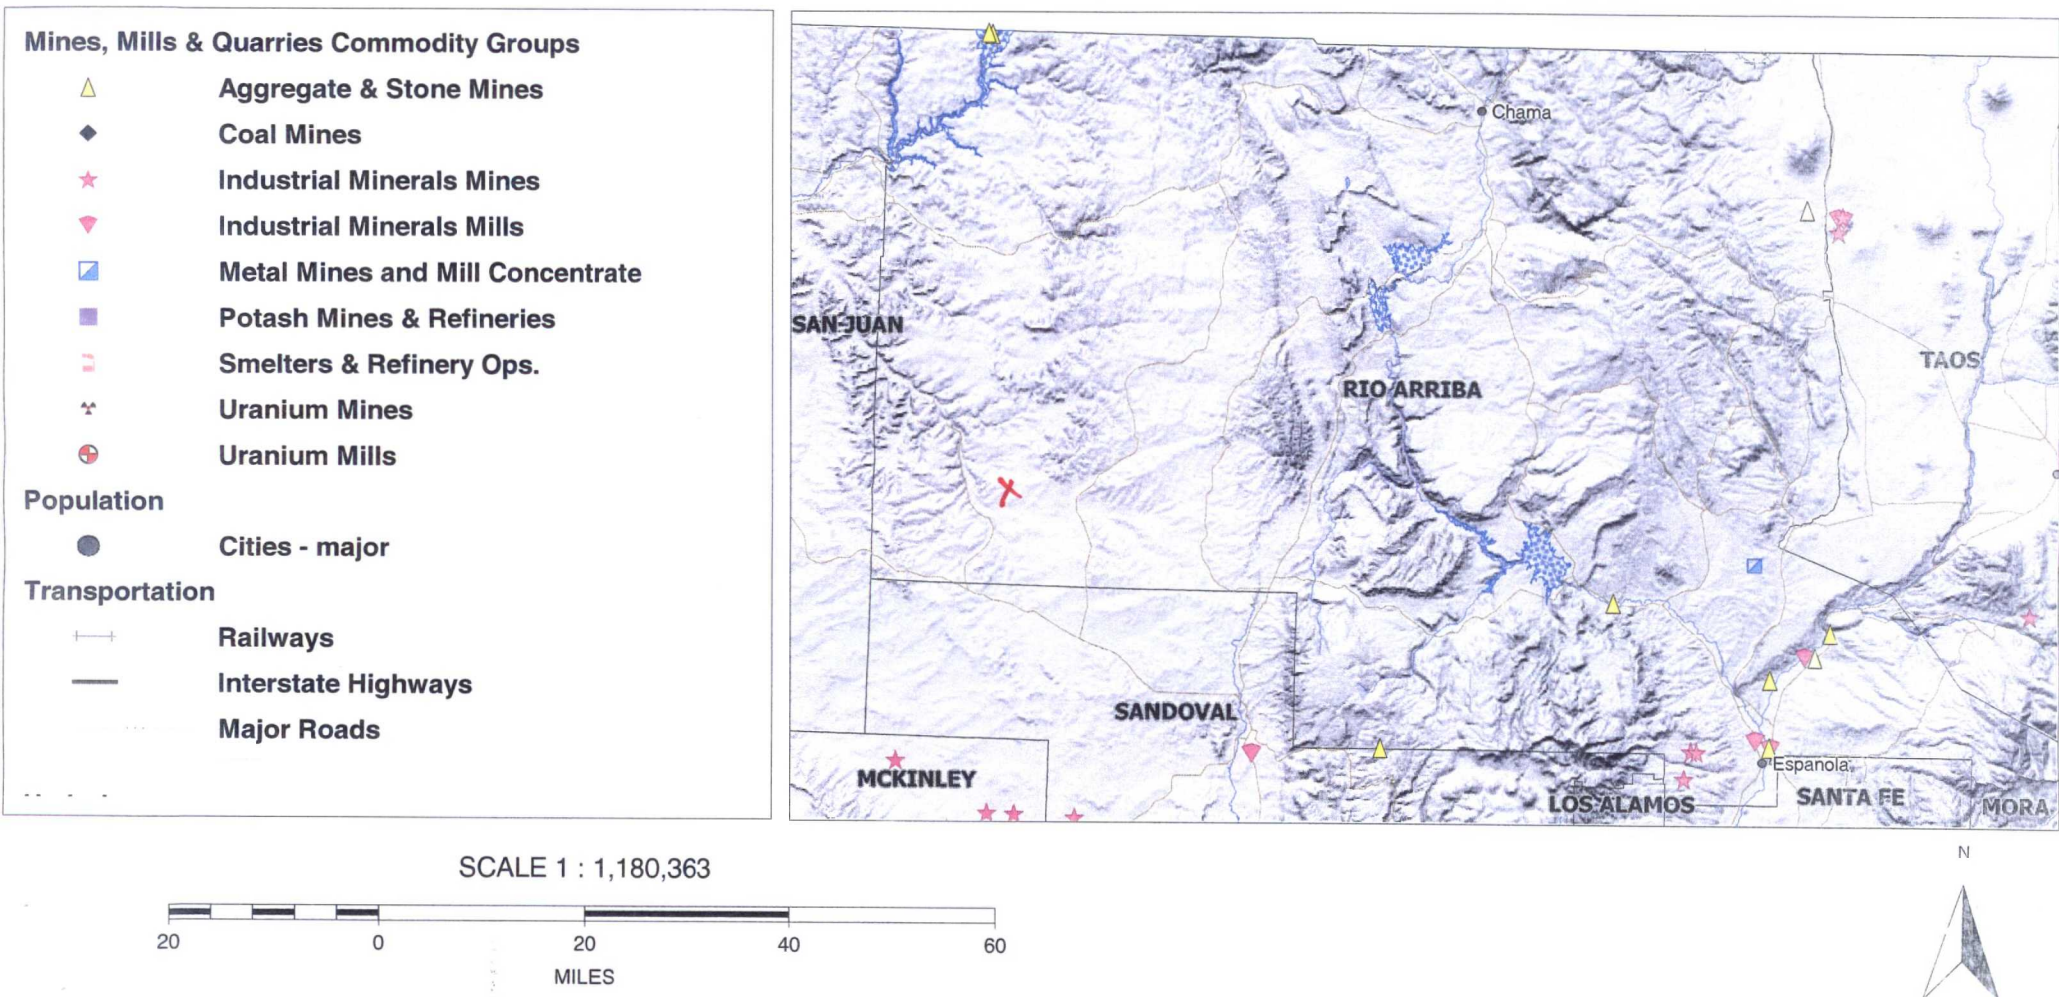 Mines, Mills & Quarries Commodity Groups
Aggregate & Stone Mines
Coal Mines
Industrial Minerals Mines
Industrial Minerals Mills
Metal Mines and Mill Concentrate
Potash Mines & Refineries
Smelters & Refinery Ops.
Uranium Mines
Uranium Mills
Population
Cities - major
Transportation
Railways
Interstate Highways
Major Roads
Chama
SAN JUAN
TAOS
RIO ARRIBA
SANDOVAL
MCKINLEY
Espanola
LOS ALAMOS
SANTA FE
MORA
SCALE 1 : 1,180,363
20 0 20 40 60
MILES
N